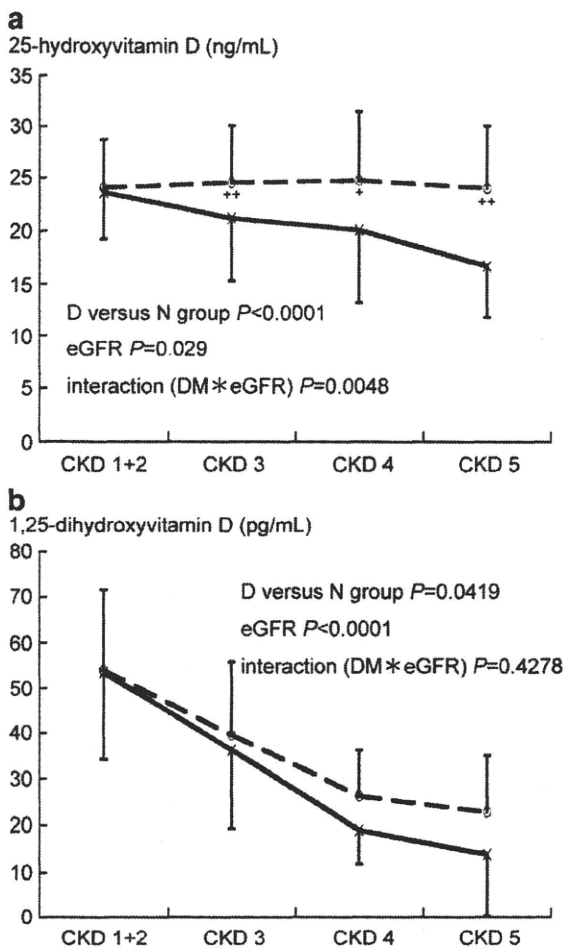 a
25-hydroxyvitamin D (ng/mL)
35
30
25
20
15
10
5
0
++
+
++
D versus N group P<0.0001
eGFR P=0.029
interaction (DM＊eGFR) P=0.0048
CKD 1+2 CKD 3 CKD 4 CKD 5
b
1,25-dihydroxyvitamin D (pg/mL)
80
70
60
50
40
30
20
10
0
D versus N group P=0.0419
eGFR P<0.0001
interaction (DM＊eGFR) P=0.4278
CKD 1+2 CKD 3 CKD 4 CKD 5